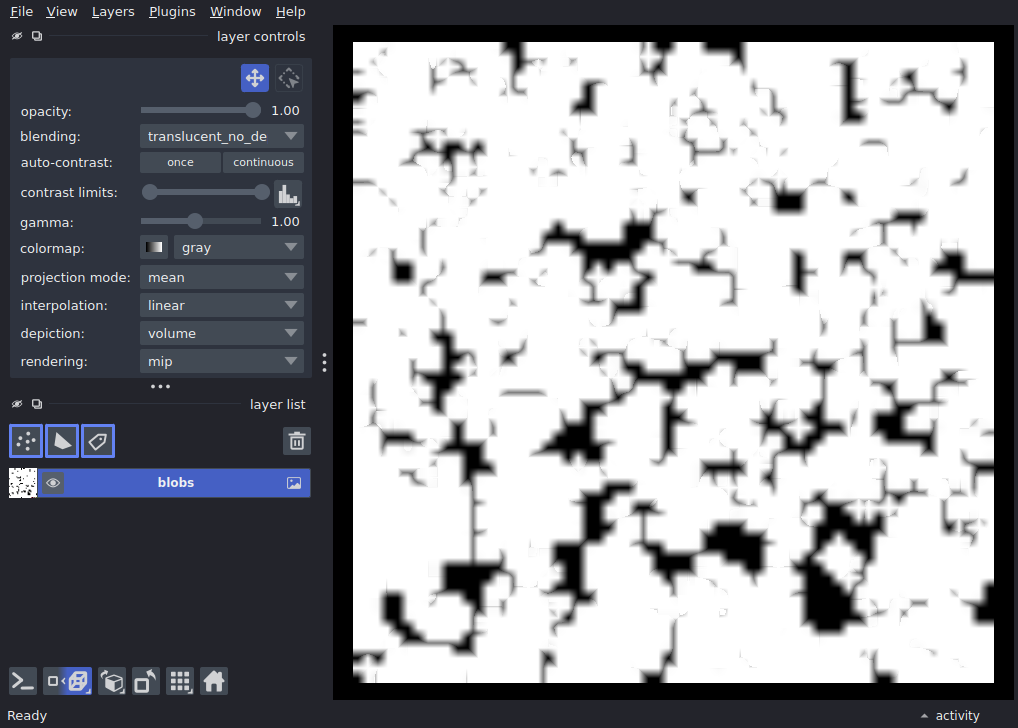 File View Layers Plugins Window Help
layer controls
opacity: 1.00
blending: translucent_no_de
auto-contrast: once continuous
contrast limits:
gamma: 1.00
colormap: gray
projection mode: mean
interpolation: linear
depiction: volume
rendering: mip
layer list
blobs
Ready activity